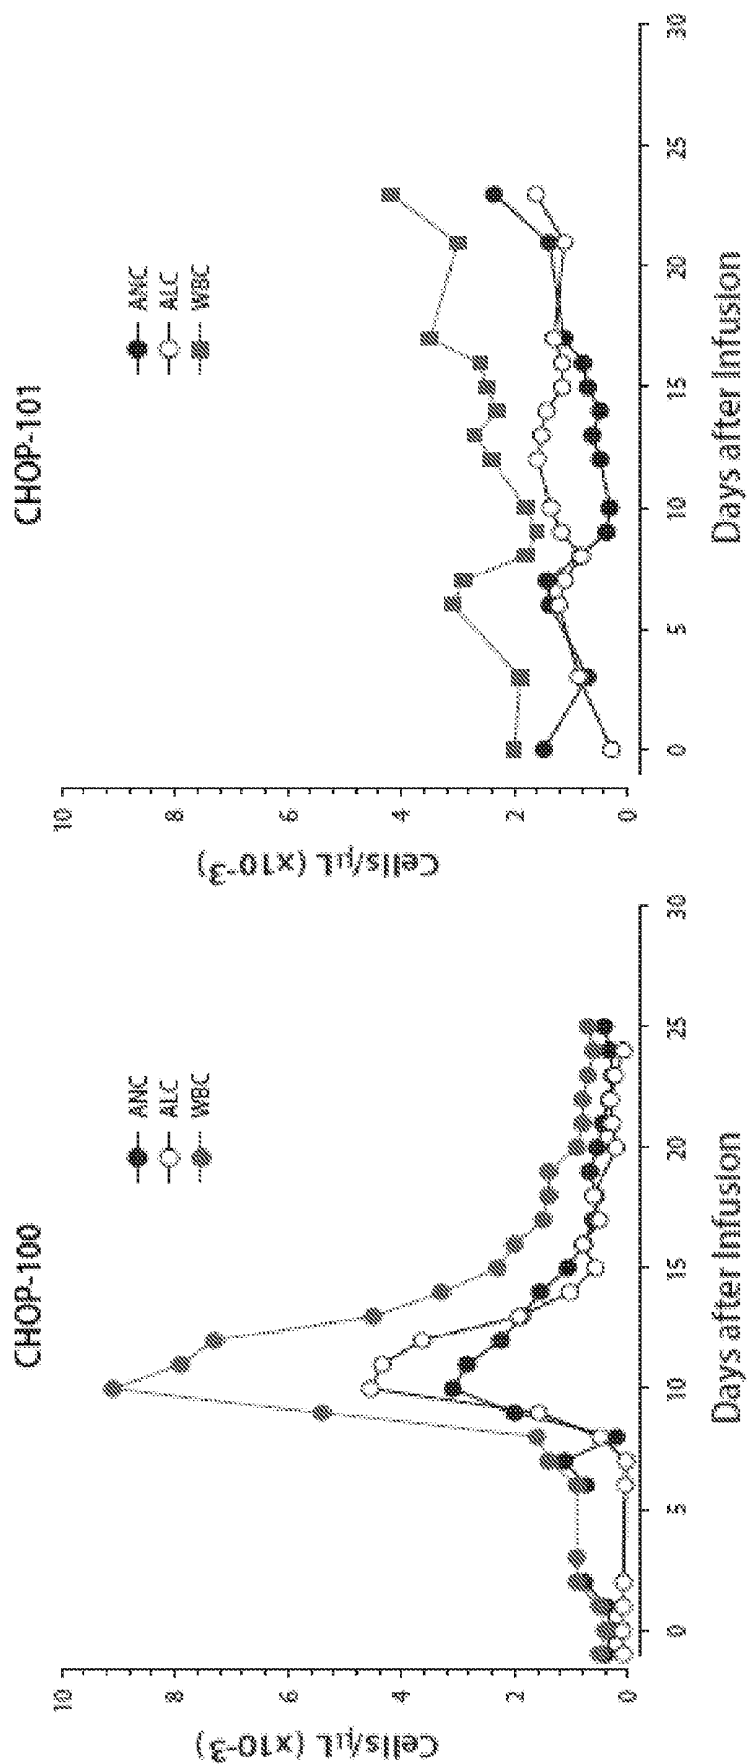 CHOP-100
ANC
ALC
WBC
Cells/μL (x10⁻³)
10
8
6
4
2
0
0
5
10
15
20
25
30
Days after Infusion
CHOP-101
ANC
ALC
WBC
Cells/μL (x10⁻³)
10
8
6
4
2
0
0
5
10
15
20
25
30
Days after Infusion